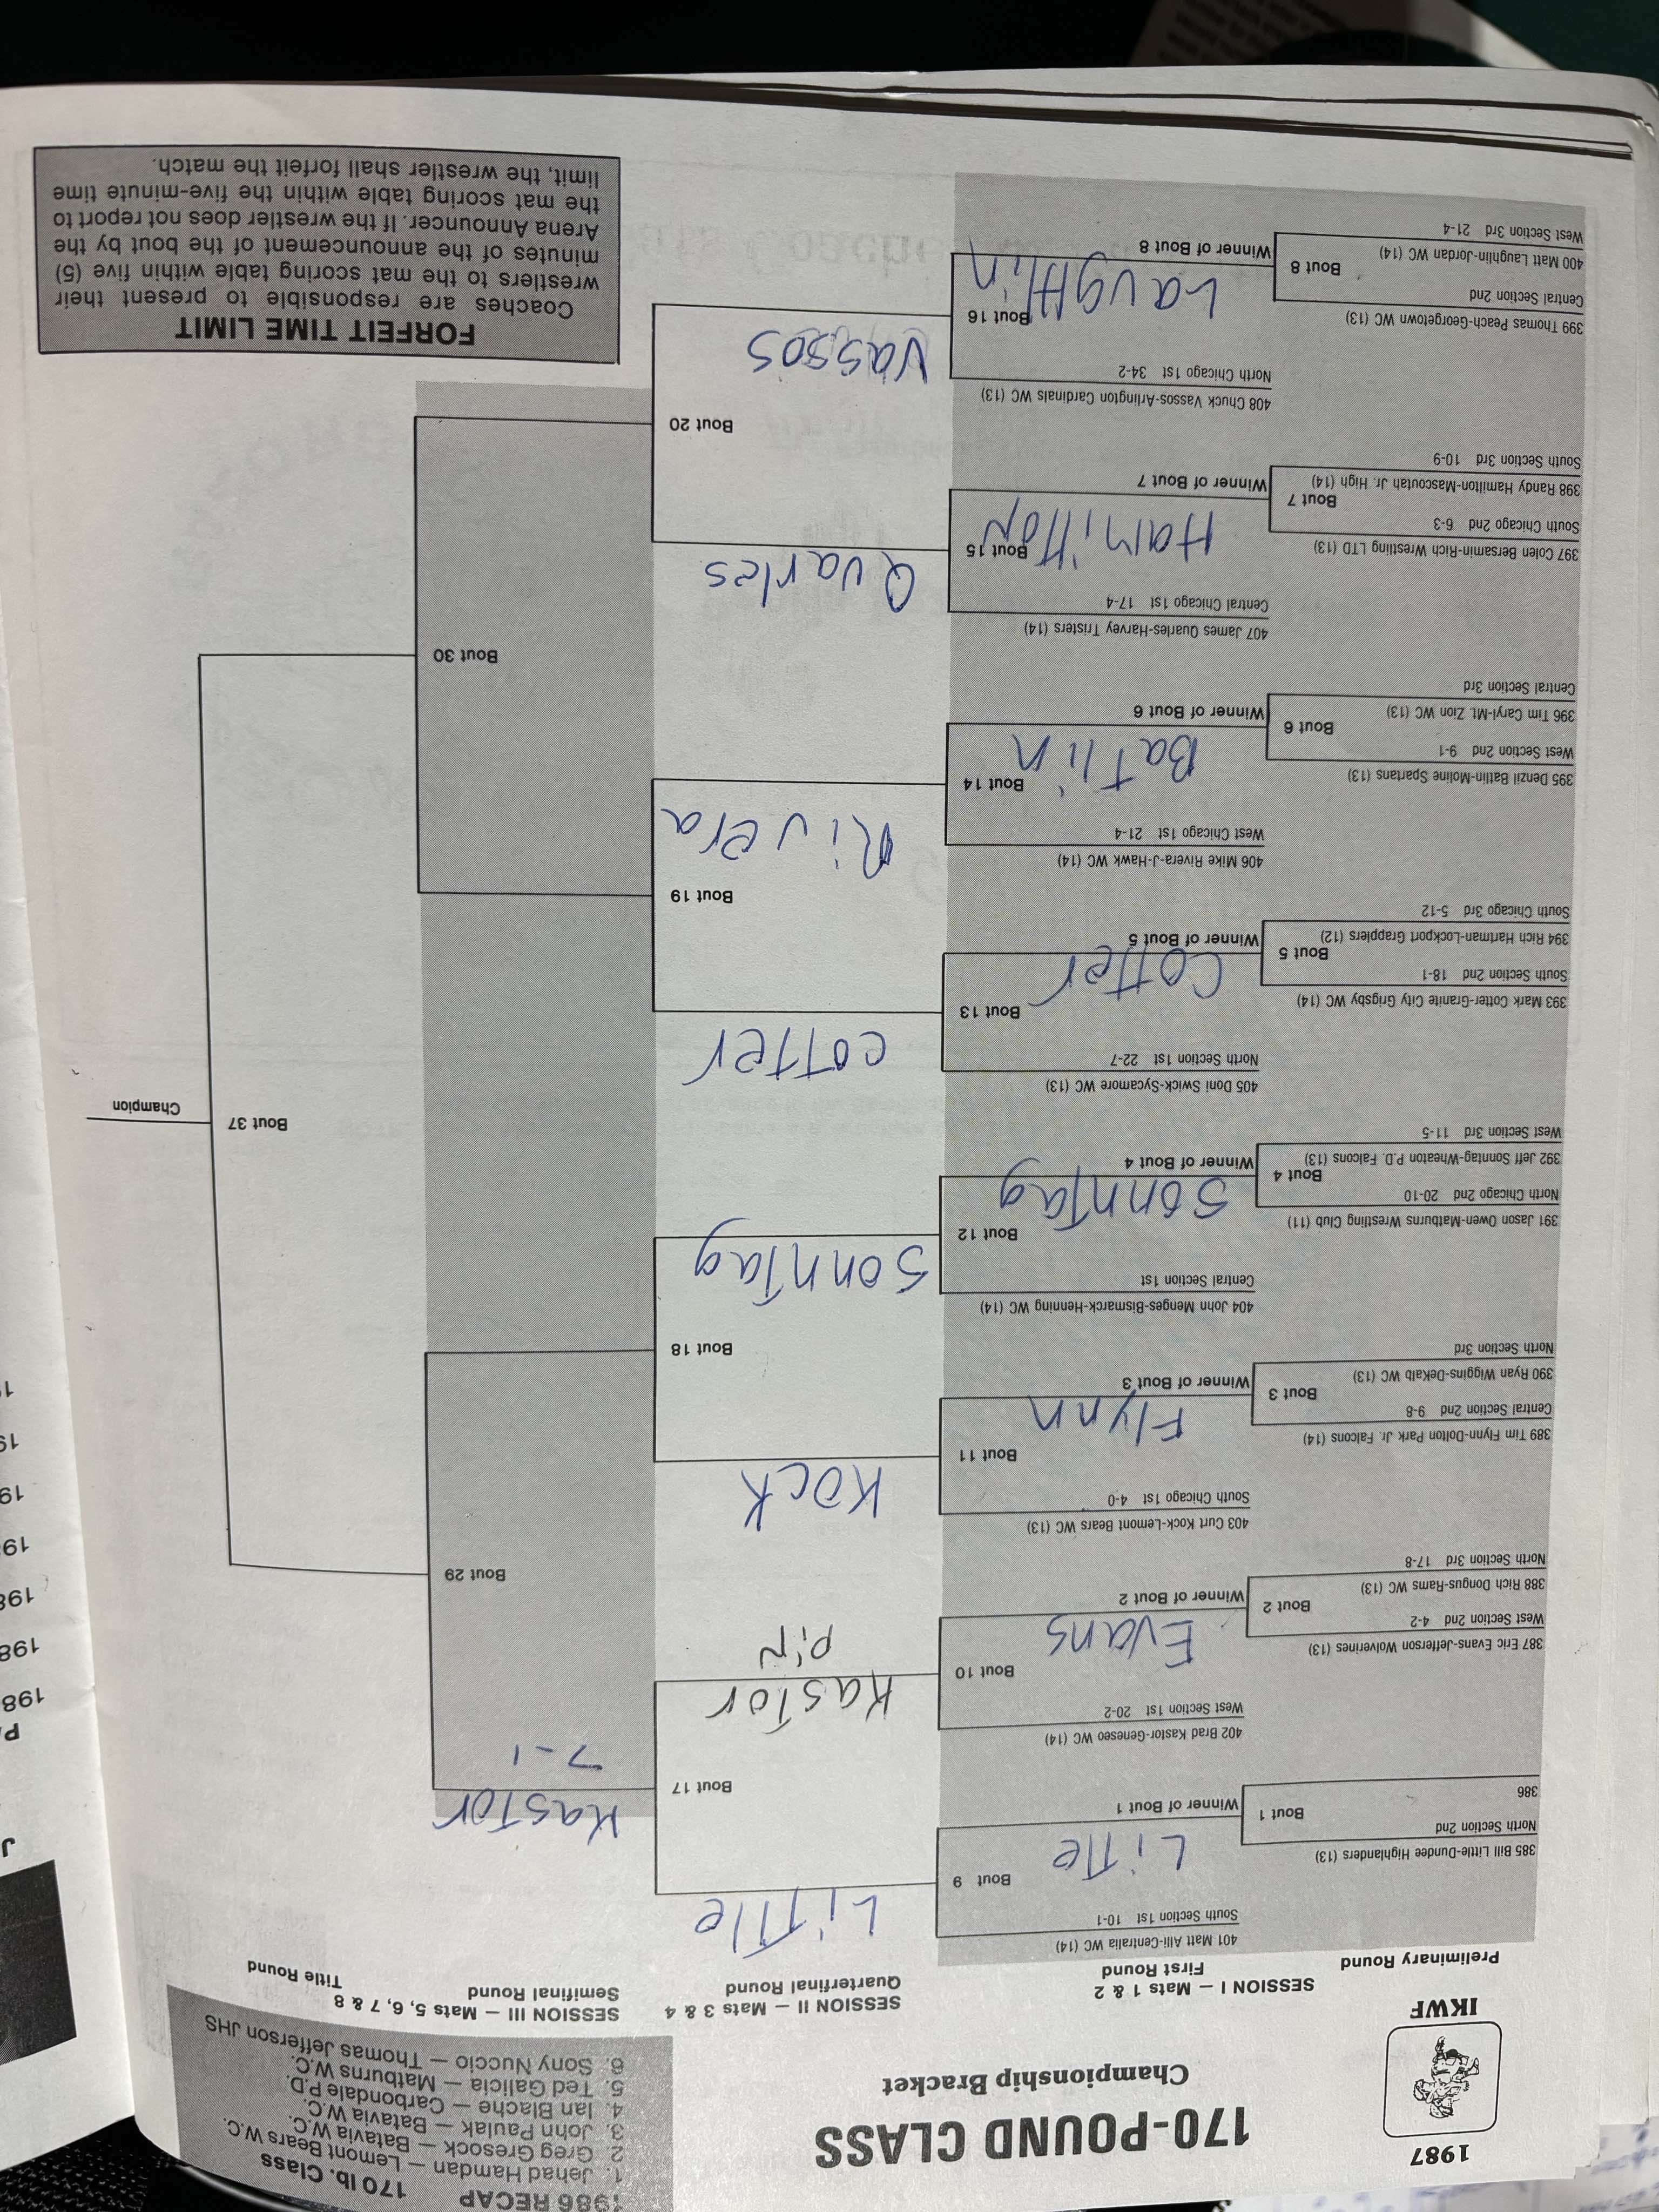 1987
IKWF
170-POUND CLASS
Championship Bracket
1986 RECAP 170 lb. Class
1. Jehad Hamdan — Lemont Bears W.C.
2. Greg Gresock — Batavia W.C.
3. John Paulak — Batavia W.C.
4. Ian Blache — Carbondale P.D.
5. Ted Galicia — Matburns W.C.
6. Sony Nuccio — Thomas Jefferson JHS
Preliminary Round
SESSION I — Mats 1 & 2
First Round
SESSION II — Mats 3 & 4
Quarterfinal Round
SESSION III — Mats 5, 6, 7 & 8
Semifinal Round
Title Round
401 Matt Alli-Centralia WC (14)
South Section 1st 10-1
385 Bill Little-Dundee Highlanders (13)
North Section 2nd
Bout 1
386
Little
Winner of Bout 1
Bout 9
Little
402 Brad Kastor-Geneseo WC (14)
West Section 1st 20-2
387 Eric Evans-Jefferson Wolverines (13)
West Section 2nd 4-2
Bout 2
388 Rich Dongus-Rams WC (13)
North Section 3rd 17-8
Evans
Winner of Bout 2
Bout 10
Kastor
PiN
Bout 17
Kastor
7-1
403 Curt Kock-Lemont Bears WC (13)
South Chicago 1st 4-0
389 Tim Flynn-Dolton Park Jr. Falcons (14)
Central Section 2nd 9-8
Bout 3
390 Ryan Wiggins-DeKalb WC (13)
North Section 3rd
Flynn
Winner of Bout 3
Bout 11
Kock
404 John Menges-Bismarck-Henning WC (14)
Central Section 1st
391 Jason Owen-Matburns Wrestling Club (11)
North Chicago 2nd 20-10
Bout 4
392 Jeff Sonntag-Wheaton P.D. Falcons (13)
West Section 3rd 11-5
Sonntag
Winner of Bout 4
Bout 12
Sonntag
Bout 18
Bout 29
405 Doni Swick-Sycamore WC (13)
North Section 1st 22-7
393 Mark Cotter-Granite City Grigsby WC (14)
South Section 2nd 18-1
Bout 5
394 Rich Hartman-Lockport Grapplers (12)
South Chicago 3rd 5-12
Cotter
Winner of Bout 5
Bout 13
Cotter
406 Mike Rivera-J-Hawk WC (14)
West Chicago 1st 21-4
395 Denzil Batlin-Moline Spartans (13)
West Section 2nd 9-1
Bout 6
396 Tim Caryl-Mt. Zion WC (13)
Central Section 3rd
Batlin
Winner of Bout 6
Bout 14
Rivera
Bout 19
407 James Quarles-Harvey Tristers (14)
Central Chicago 1st 17-4
397 Colen Bersamin-Rich Wrestling LTD (13)
South Chicago 2nd 6-3
Bout 7
398 Randy Hamilton-Mascoutah Jr. High (14)
South Section 3rd 10-9
Hamilton
Winner of Bout 7
Bout 15
Quarles
408 Chuck Vassos-Arlington Cardinals WC (13)
North Chicago 1st 34-2
399 Thomas Peach-Georgetown WC (13)
Central Section 2nd
Bout 8
400 Matt Laughlin-Jordan WC (14)
West Section 3rd 21-4
Laughlin
Winner of Bout 8
Bout 16
Vassos
Bout 20
Bout 30
Bout 37
Champion
FORFEIT TIME LIMIT
Coaches are responsible to present their
wrestlers to the mat scoring table within five (5)
minutes of the announcement of the bout by the
Arena Announcer. If the wrestler does not report to
the mat scoring table within the five-minute time
limit, the wrestler shall forfeit the match.